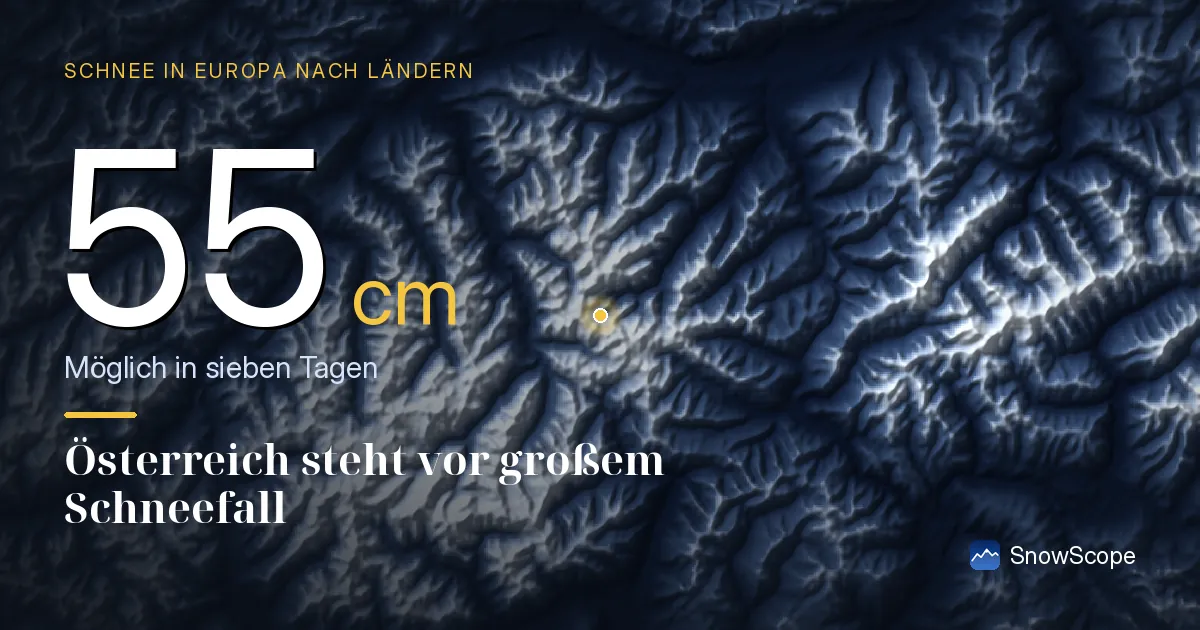 SCHNEE IN EUROPA NACH LÄNDERN
55 cm
Möglich in sieben Tagen
Österreich steht vor großem
Schneefall
SnowScope